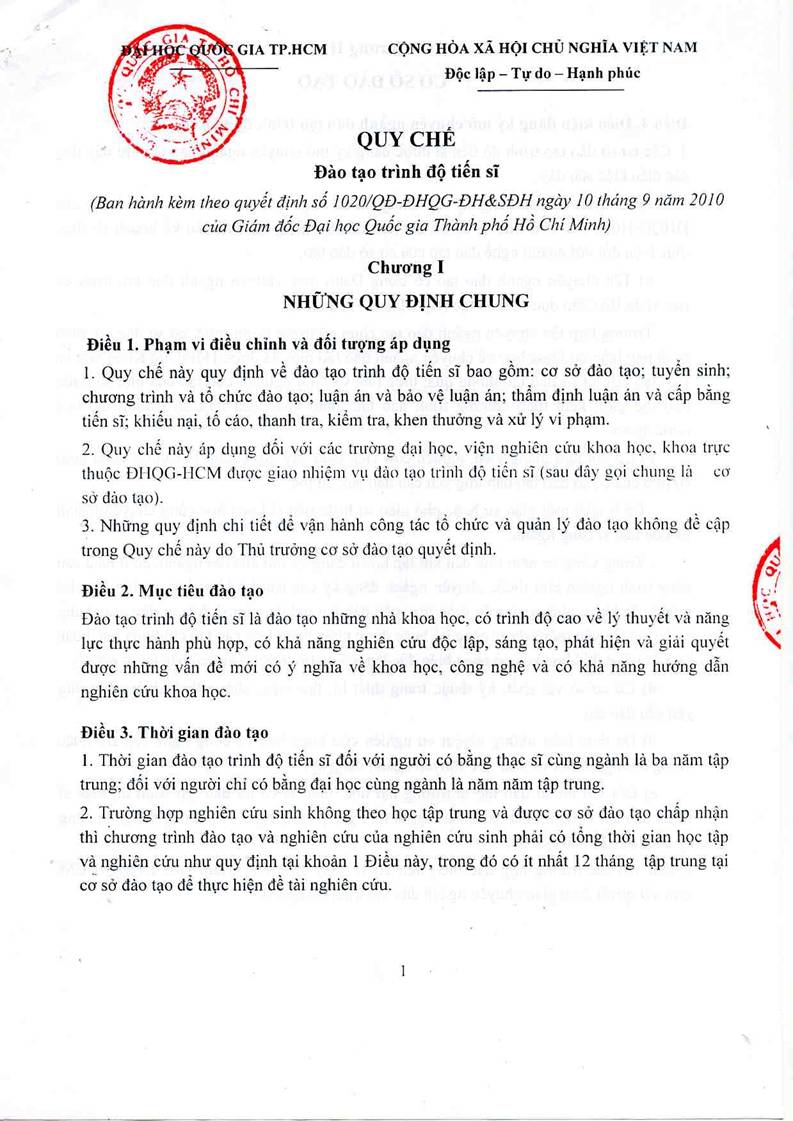 ĐẠI HỌC QUỐC GIA TP.HCM
CỘNG HÒA XÃ HỘI CHỦ NGHĨA VIỆT NAM
Độc lập – Tự do – Hạnh phúc
QUY CHẾ
Đào tạo trình độ tiến sĩ
(Ban hành kèm theo quyết định số 1020/QĐ-ĐHQG-ĐH&SĐH ngày 10 tháng 9 năm 2010
của Giám đốc Đại học Quốc gia Thành phố Hồ Chí Minh)
Chương I
NHỮNG QUY ĐỊNH CHUNG
Điều 1. Phạm vi điều chỉnh và đối tượng áp dụng
1. Quy chế này quy định về đào tạo trình độ tiến sĩ bao gồm: cơ sở đào tạo; tuyển sinh;
chương trình và tổ chức đào tạo; luận án và bảo vệ luận án; thẩm định luận án và cấp bằng
tiến sĩ; khiếu nại, tố cáo, thanh tra, kiểm tra, khen thưởng và xử lý vi phạm.
2. Quy chế này áp dụng đối với các trường đại học, viện nghiên cứu khoa học, khoa trực
thuộc ĐHQG-HCM được giao nhiệm vụ đào tạo trình độ tiến sĩ (sau đây gọi chung là cơ
sở đào tạo).
3. Những quy định chi tiết để vận hành công tác tổ chức và quản lý đào tạo không đề cập
trong Quy chế này do Thủ trưởng cơ sở đào tạo quyết định.
Điều 2. Mục tiêu đào tạo
Đào tạo trình độ tiến sĩ là đào tạo những nhà khoa học, có trình độ cao về lý thuyết và năng
lực thực hành phù hợp, có khả năng nghiên cứu độc lập, sáng tạo, phát hiện và giải quyết
được những vấn đề mới có ý nghĩa về khoa học, công nghệ và có khả năng hướng dẫn
nghiên cứu khoa học.
Điều 3. Thời gian đào tạo
1. Thời gian đào tạo trình độ tiến sĩ đối với người có bằng thạc sĩ cùng ngành là ba năm tập
trung; đối với người chỉ có bằng đại học cùng ngành là năm năm tập trung.
2. Trường hợp nghiên cứu sinh không theo học tập trung và được cơ sở đào tạo chấp nhận
thì chương trình đào tạo và nghiên cứu của nghiên cứu sinh phải có tổng thời gian học tập
và nghiên cứu như quy định tại khoản 1 Điều này, trong đó có ít nhất 12 tháng tập trung tại
cơ sở đào tạo để thực hiện đề tài nghiên cứu.
1